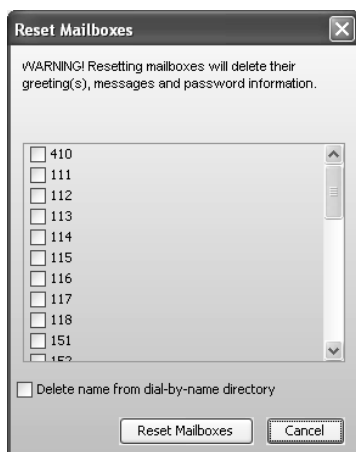 Reset Mailboxes
WARNING! Resetting mailboxes will delete their
greeting(s), messages and password information.
410
111
112
113
114
115
116
117
118
151
152
Delete name from dial-by-name directory
Reset Mailboxes
Cancel